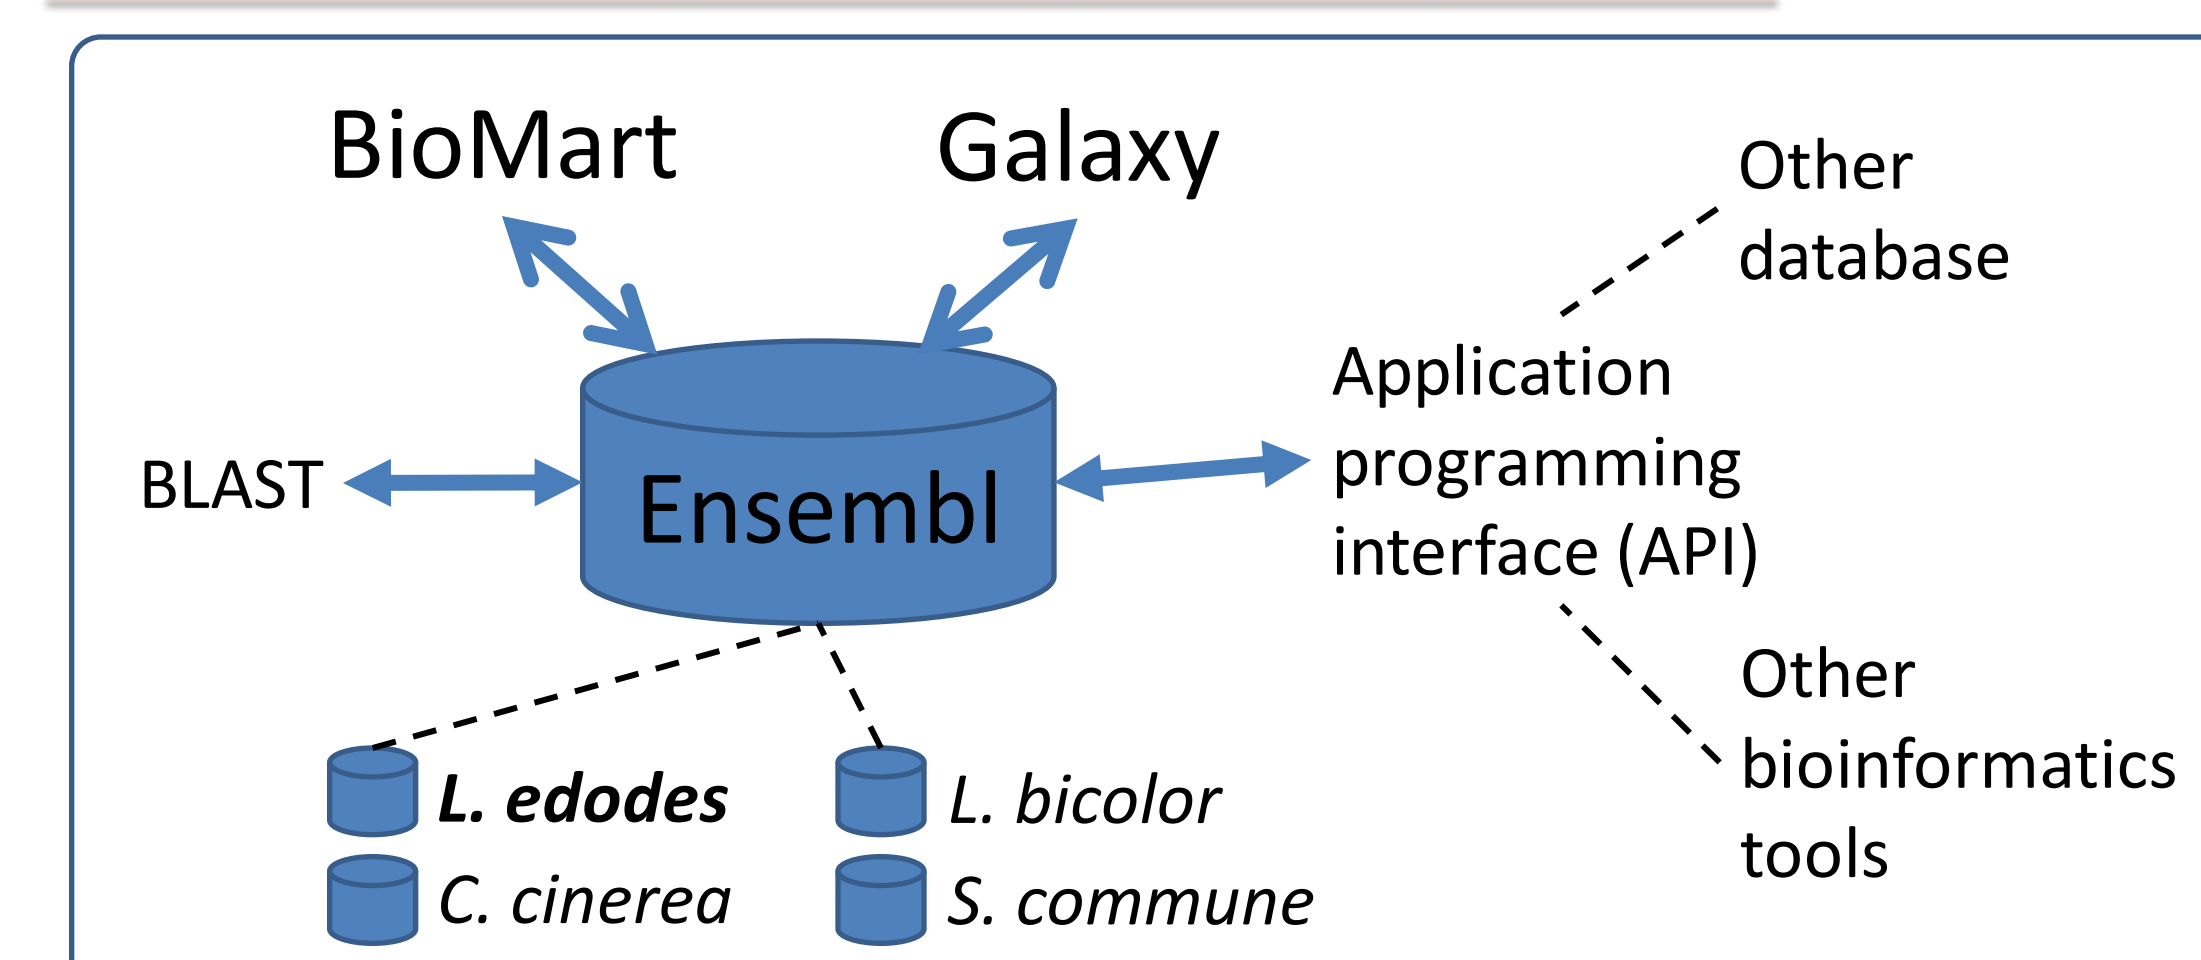 BioMart
Galaxy
Other
database
Application
programming
interface (API)
BLAST
Ensembl
Other
bioinformatics
tools
L. edodes
L. bicolor
C. cinerea
S. commune